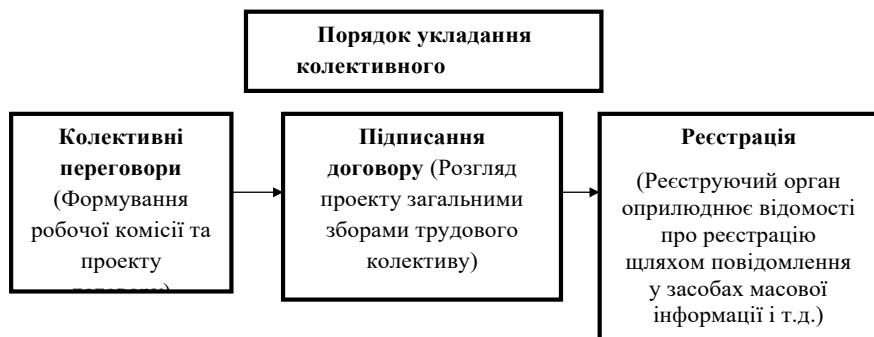 Порядок укладання
колективного
Колективні
переговори
(Формування
робочої комісії та
проекту
Підписання
договору (Розгляд
проекту загальними
зборами трудового
колективу)
Реєстрація
(Реєструючий орган
оприлюднює відомості
про реєстрацію
щляхом повідомлення
у засобах масової
інформації і т.д.)